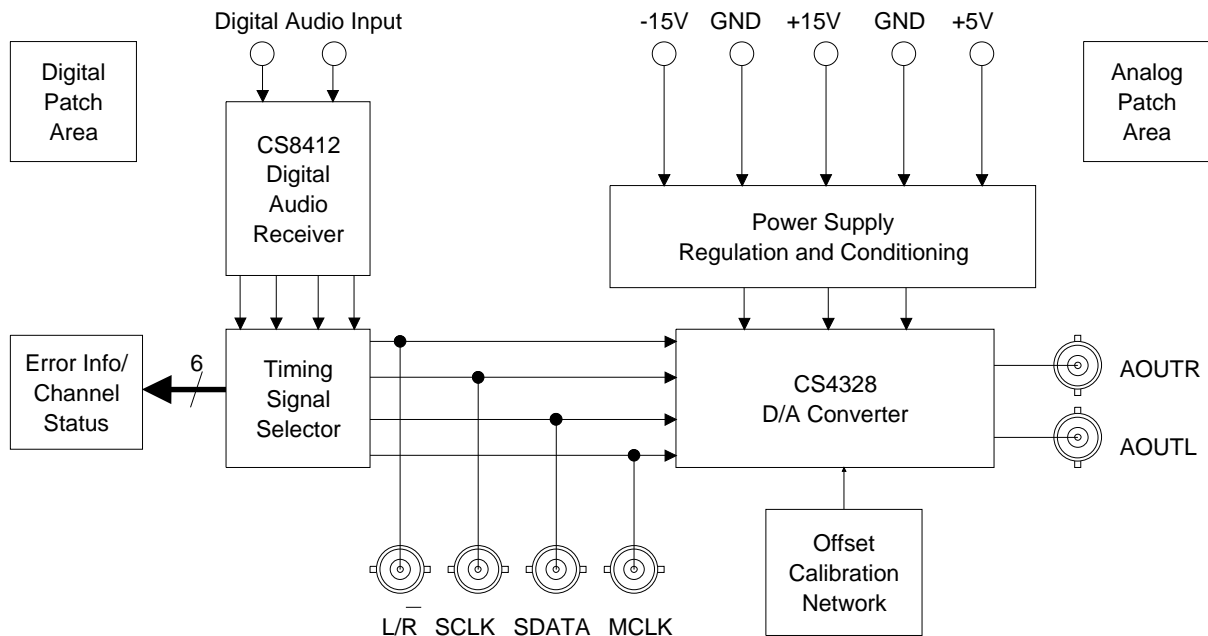 Digital Audio Input
-15V GND +15V GND +5V
Digital
Patch
Area
CS8412
Digital
Audio
Receiver
Power Supply
Regulation and Conditioning
Analog
Patch
Area
Error Info/
Channel
Status
6
Timing
Signal
Selector
CS4328
D/A Converter
AOUTR
AOUTL
Offset
Calibration
Network
L/R̅ SCLK SDATA MCLK